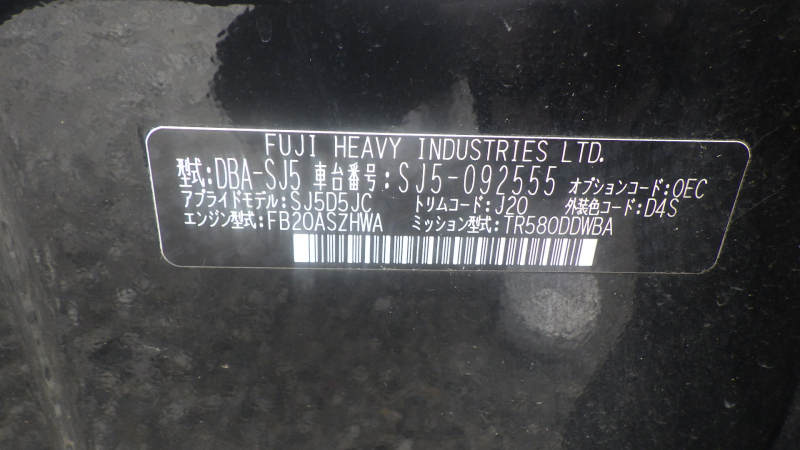 FUJI HEAVY INDUSTRIES LTD.
型式:DBA-SJ5 車台番号:SJ5-092555 オプションコード:OEC
アプライドモデル:SJ5D5JC トリムコード:J20 外装色コード:D4S
エンジン型式:FB20ASZHWA ミッション型式:TR580DDWBA